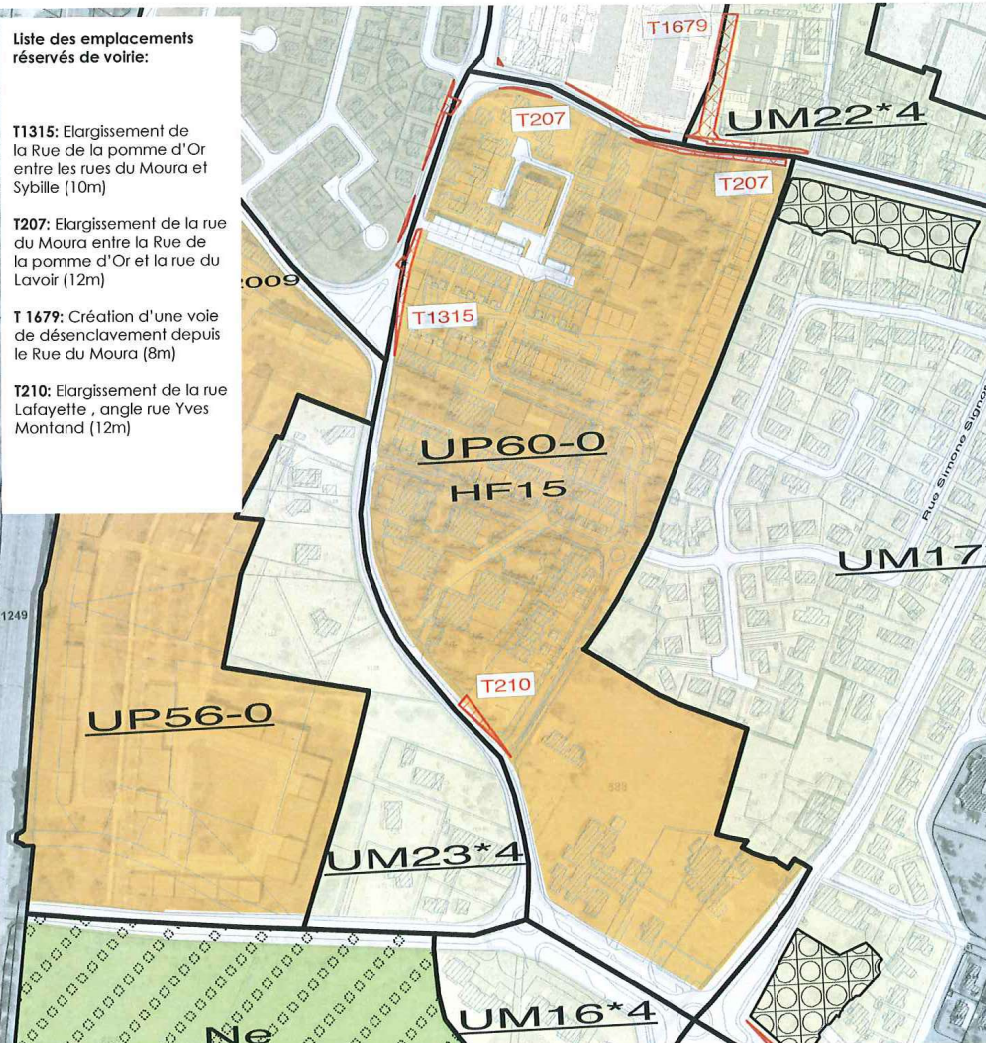 Liste des emplacements
réservés de voirie:
T1315: Elargissement de
la Rue de la pomme d'Or
entre les rues du Moura et
Sybille (10m)
T207: Elargissement de la rue
du Moura entre la Rue de
la pomme d'Or et la rue du
Lavoir (12m)
T 1679: Création d'une voie
de désenclavement depuis
le Rue du Moura (8m)
T210: Elargissement de la rue
Lafayette , angle rue Yves
Montand (12m)
T1679
UM22*4
T207
T207
2009
T1315
UP60-0
HF15
Rue Simone Signor
UM17
1249
T210
UP56-0
UM23*4
UM16*4
Ne